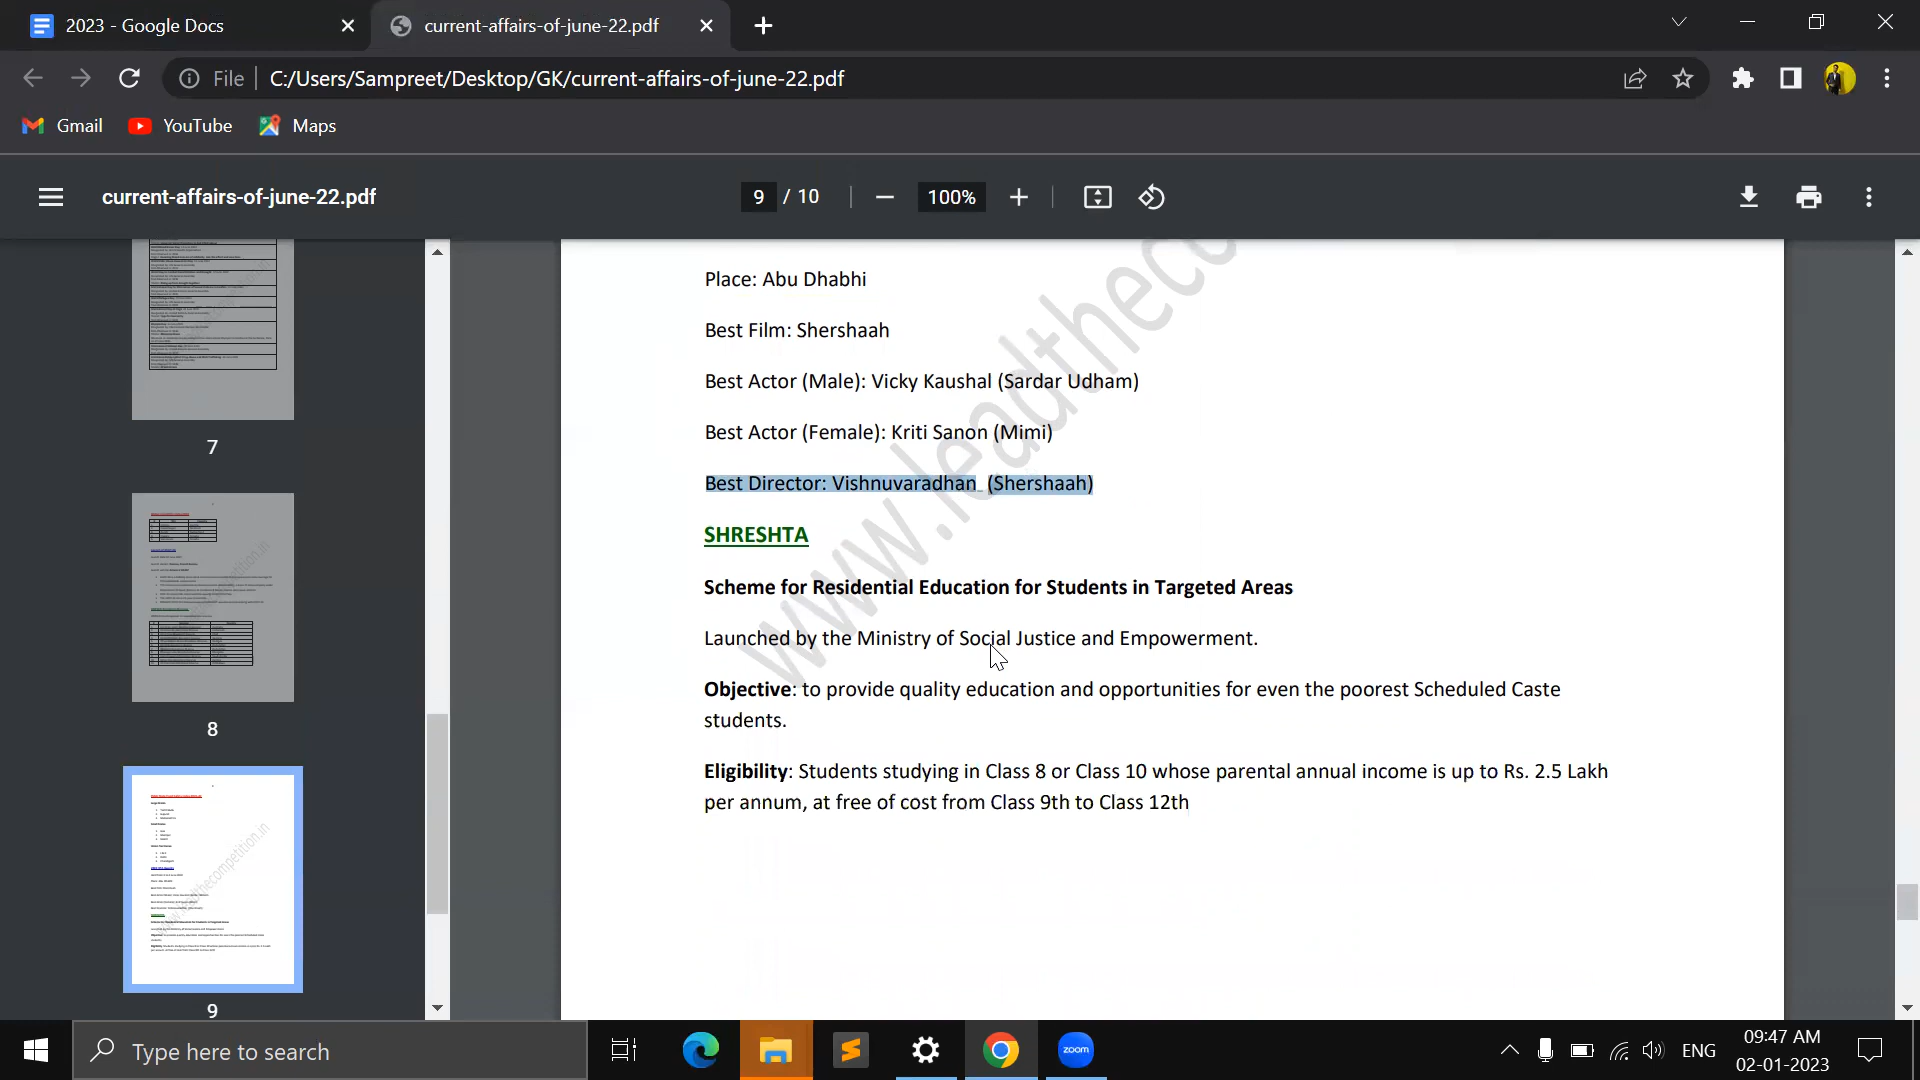 2023 - Google Docs
current-affairs-of-june-22.pdf
File
C:/Users/Sampreet/Desktop/GK/current-affairs-of-june-22.pdf
Gmail
YouTube
Maps
current-affairs-of-june-22.pdf
9 / 10
100%
7
8
9
Place: Abu Dhabhi
Best Film: Shershaah
Best Actor (Male): Vicky Kaushal (Sardar Udham)
Best Actor (Female): Kriti Sanon (Mimi)
Best Director: Vishnuvaradhan (Shershaah)
SHRESHTA
Scheme for Residential Education for Students in Targeted Areas
Launched by the Ministry of Social Justice and Empowerment.
Objective: to provide quality education and opportunities for even the poorest Scheduled Caste
students.
Eligibility: Students studying in Class 8 or Class 10 whose parental annual income is up to Rs. 2.5 Lakh
per annum, at free of cost from Class 9th to Class 12th
www.leadthec
Type here to search
zoom
ENG
09:47 AM
02-01-2023